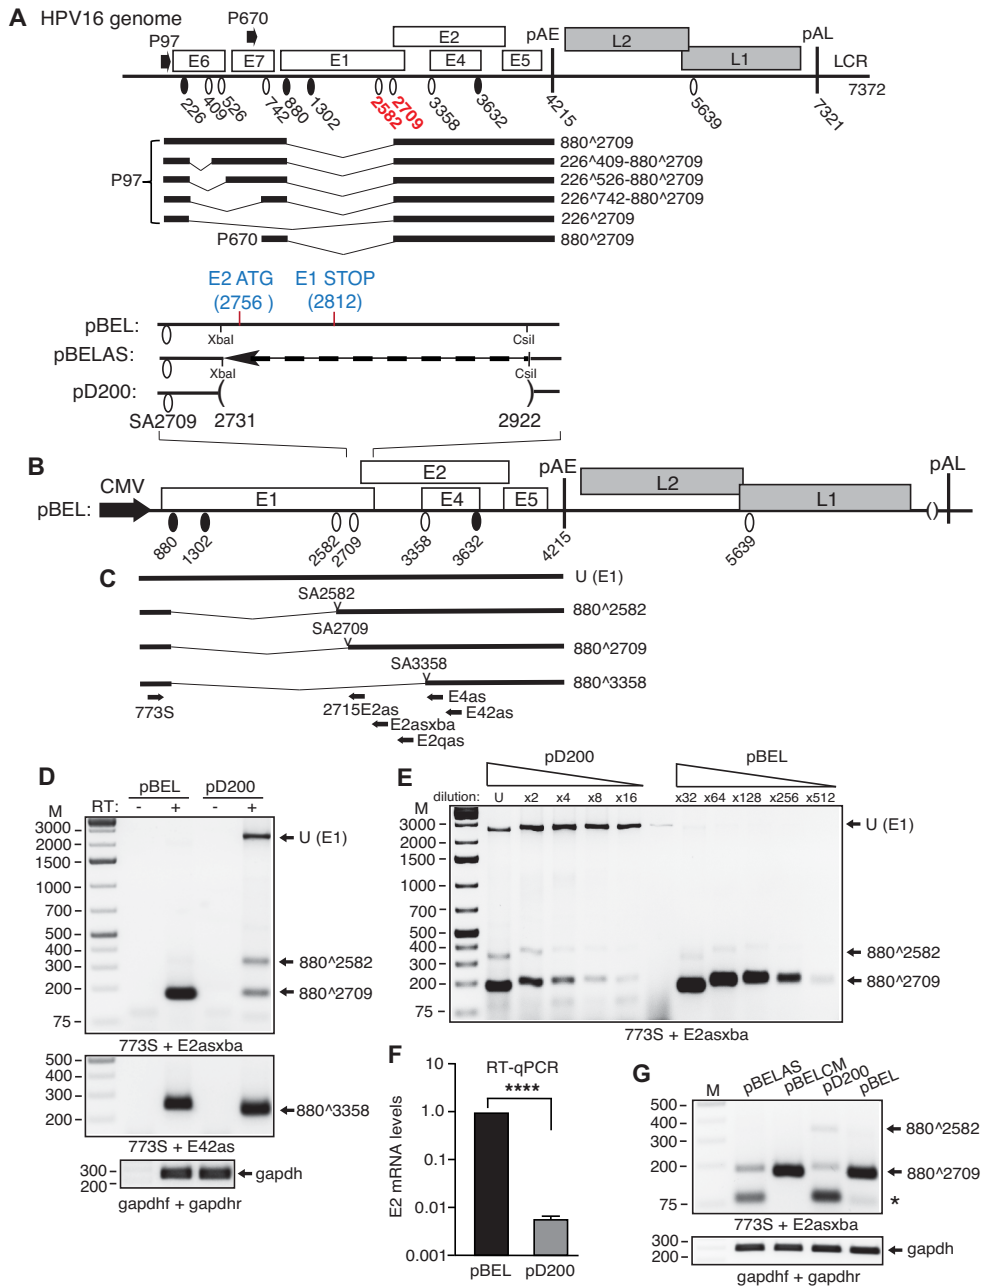 A HPV16 genome
P670
P97
E6 E7 E1 E2 E4 E5 pAE L2 L1 pAL LCR
226 409 526 742 880 1302 2582 2709 3358 3632 4215 5639 7321 7372
P97
880^2709
226^409-880^2709
226^526-880^2709
226^742-880^2709
226^2709
P670 880^2709
E2 ATG E1 STOP
(2756 ) (2812)
pBEL:
XbaI CsiI
pBELAS:
XbaI CsiI
pD200:
SA2709 2731 2922
B
CMV E1 E2 E4 E5 pAE L2 L1 pAL
pBEL: ()
880 1302 2582 2709 3358 3632 4215 5639
C
U (E1)
SA2582
880^2582
SA2709
880^2709
SA3358
880^3358
773S 2715E2as E4as
E42as
E2asxba
E2qas
D
pBEL pD200
M RT: - + - +
3000
2000
1500
1000
700
500
400
300
200
75
U (E1)
880^2582
880^2709
773S + E2asxba
500
400
300
200
880^3358
773S + E42as
300
200
gapdh
gapdhf + gapdhr
E
pD200 pBEL
M dilution: U x2 x4 x8 x16 x32 x64 x128 x256 x512
3000
2000
1500
1000
700
500
400
300
200
75
U (E1)
880^2582
880^2709
773S + E2asxba
F
RT-qPCR
****
E2 mRNA levels
10
1.0
0.1
0.01
0.001
pBEL pD200
G
M pBELAS pBELCM pD200 pBEL
500
400
300
200
75
880^2582
880^2709
*
773S + E2asxba
300
200
gapdh
gapdhf + gapdhr